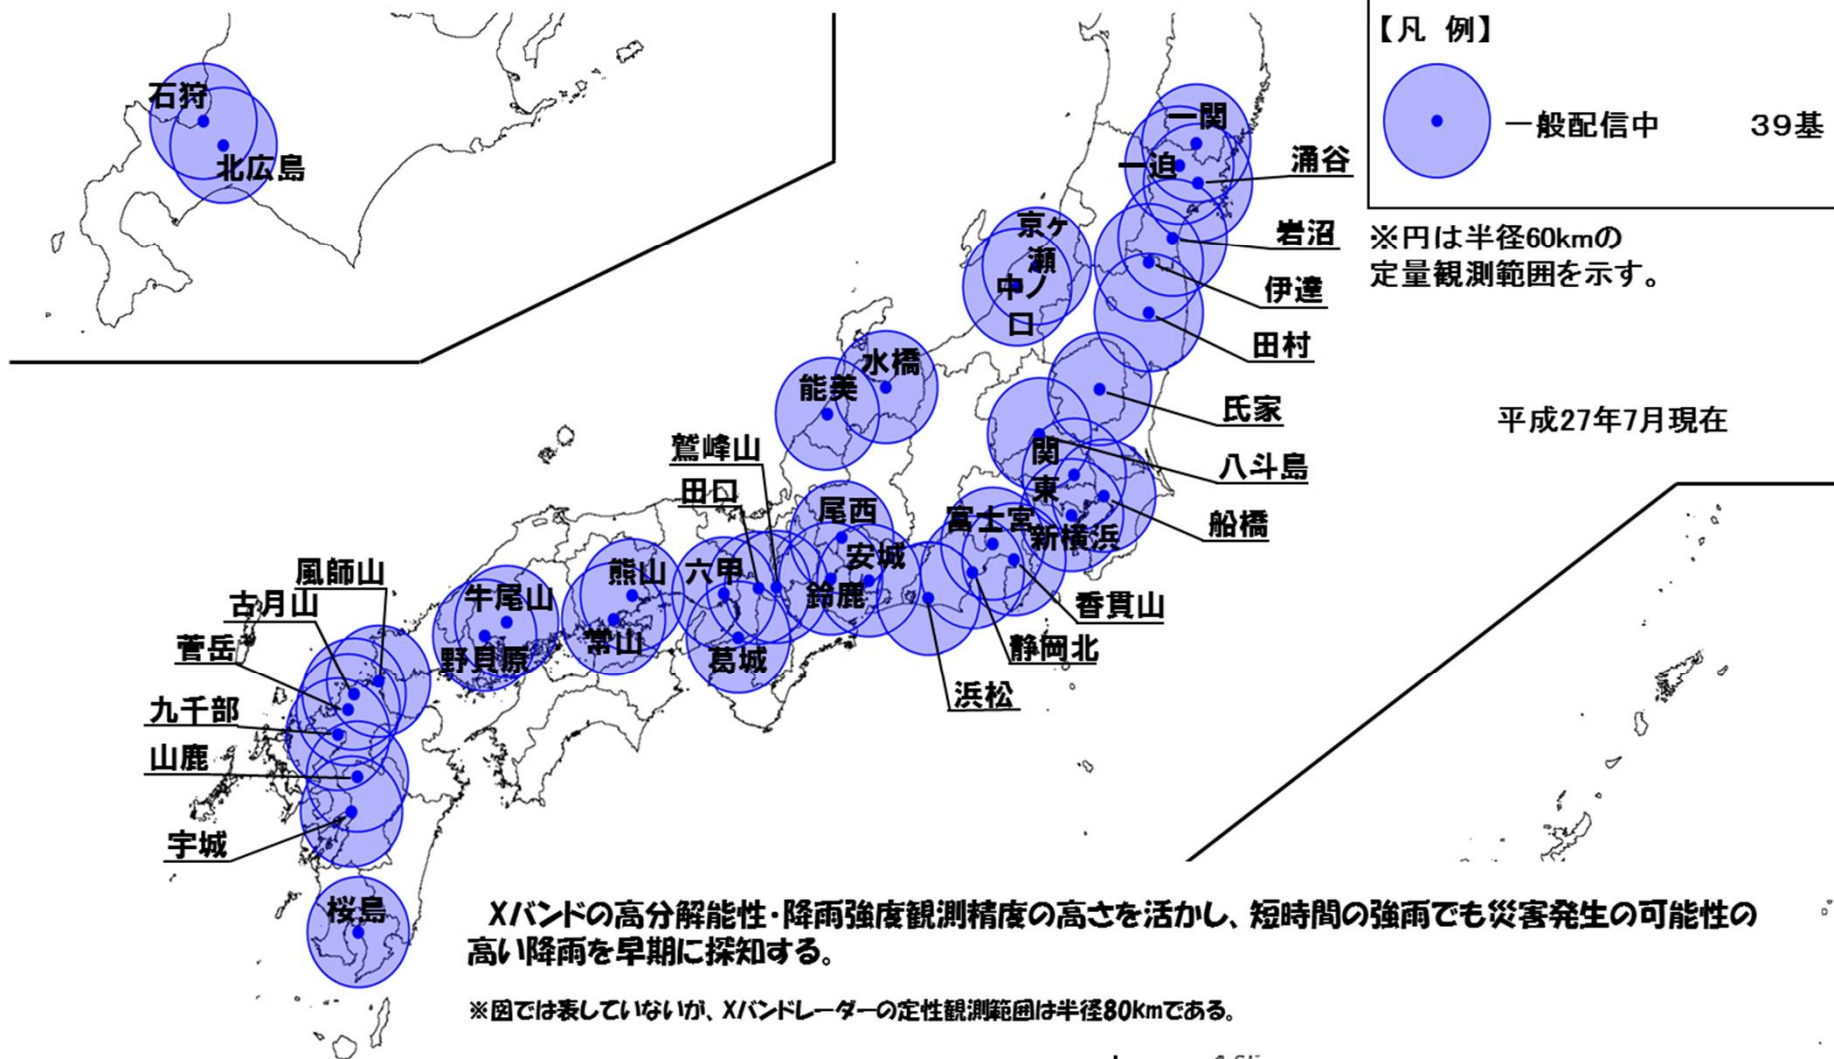 【凡 例】
一般配信中 39基
※円は半径60kmの
定量観測範囲を示す。
平成27年7月現在
石狩
北広島
一関
一迫
涌谷
岩沼
伊達
田村
京ヶ
瀬
中ノ
口
水橋
能美
氏家
八斗島
関
東
船橋
新横浜
富士宮
香貫山
静岡北
浜松
鷲峰山
田口
尾西
安城
鈴鹿
六甲
葛城
熊山
常山
牛尾山
野貝原
風師山
古月山
菅岳
九千部
山鹿
宇城
桜島
Xバンドの高分解能性・降雨強度観測精度の高さを活かし、短時間の強雨でも災害発生の可能性の
高い降雨を早期に探知する。
※図では表していないが、Xバンドレーダーの定性観測範囲は半径80kmである。